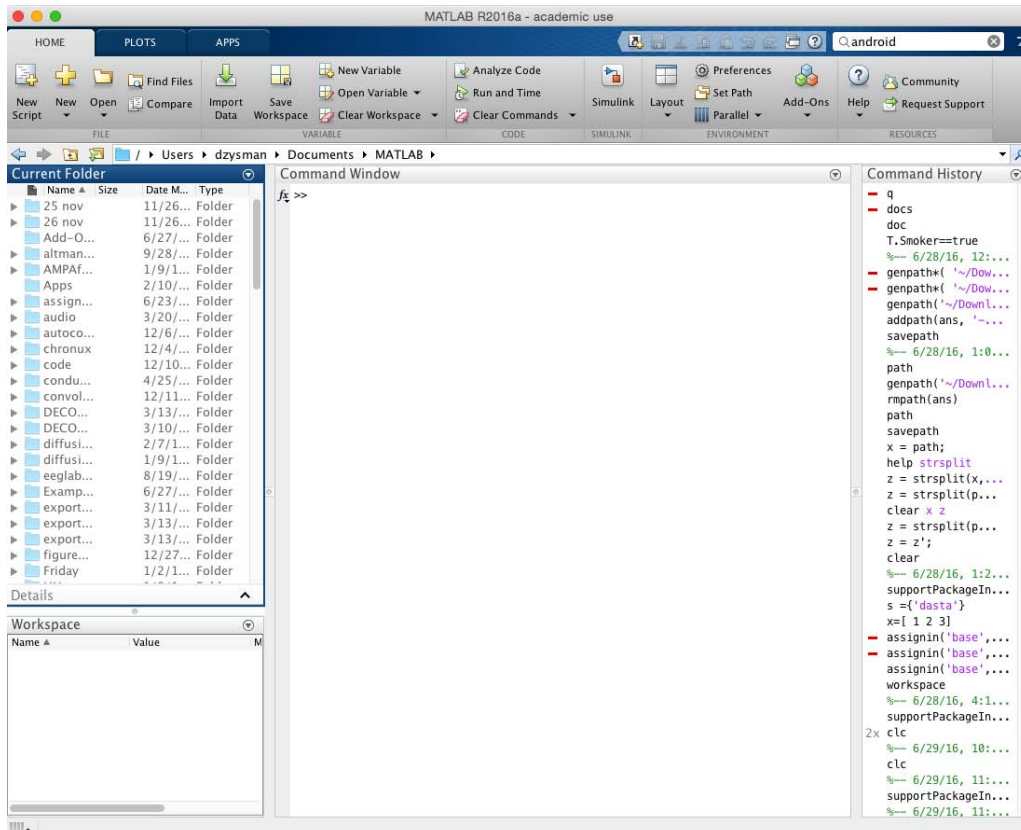 MATLAB R2016a - academic use
HOME PLOTS APPS
android
New Script
New
Open
Find Files
Compare
Import Data
Save Workspace
New Variable
Open Variable
Clear Workspace
Analyze Code
Run and Time
Clear Commands
Simulink
Layout
Preferences
Set Path
Parallel
Add-Ons
Help
Community
Request Support
FILE VARIABLE CODE SIMULINK ENVIRONMENT RESOURCES
/ Users dzysman Documents MATLAB
Current Folder
Name Size Date M... Type
25 nov 11/26... Folder
26 nov 11/26... Folder
Add-O... 6/27/... Folder
altman... 9/28/... Folder
AMPAf... 1/9/1... Folder
Apps 2/10/... Folder
assign... 6/23/... Folder
audio 3/20/... Folder
autoco... 12/6/... Folder
chronux 12/4/... Folder
code 12/10... Folder
condu... 4/25/... Folder
convol... 12/11... Folder
DECO... 3/13/... Folder
DECO... 3/10/... Folder
diffusi... 2/7/1... Folder
diffusi... 1/9/1... Folder
eeglab... 8/19/... Folder
Examp... 6/27/... Folder
export... 3/11/... Folder
export... 3/13/... Folder
export... 3/13/... Folder
figure... 12/27... Folder
Friday 1/2/1... Folder
Details
Workspace
Name Value M
Command Window
fx >>
Command History
q
docs
doc
T.Smoker==true
%-- 6/28/16, 12:...
genpath*( '~/Dow...
genpath*( '~/Dow...
genpath('~/Downl...
addpath(ans, '-...
savepath
%-- 6/28/16, 1:0...
path
genpath('~/Downl...
rmpath(ans)
path
savepath
x = path;
help strsplit
z = strsplit(x,...
z = strsplit(p...
clear x z
z = strsplit(p...
z = z';
clear
%-- 6/28/16, 1:2...
supportPackageIn...
s ={'dasta'}
x=[ 1 2 3]
assignin('base',...
assignin('base',...
assignin('base',...
workspace
%-- 6/28/16, 4:1...
supportPackageIn...
2x clc
%-- 6/29/16, 10:...
clc
%-- 6/29/16, 11:...
supportPackageIn...
%-- 6/29/16, 11:...